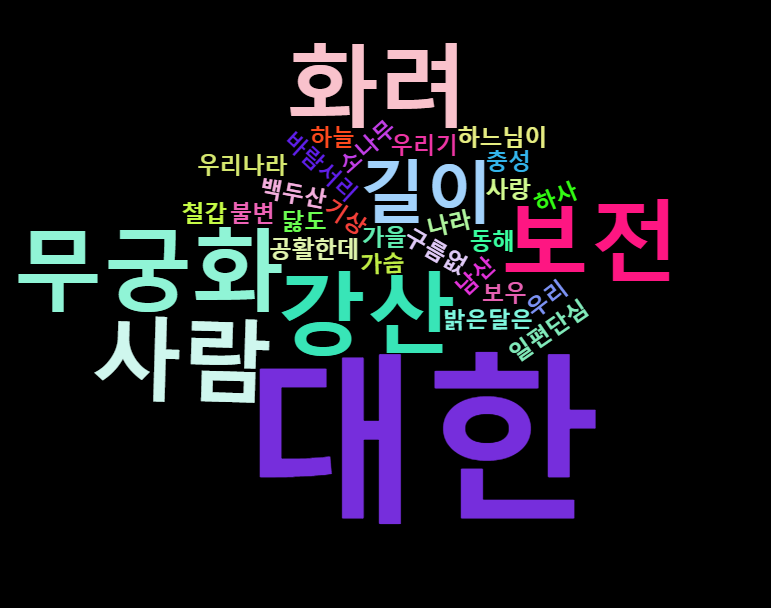 화려
하늘
소나무
바람서리
우리기
하느님이
우리나라
충성
길이
백두산
사랑
하사
철갑
불변
닳도
기상
나라
보전
무궁화
공활한데
가을
구름없
동해
가슴
남산
보우
우리
강산
밝은달은
일편단심
사람
대한